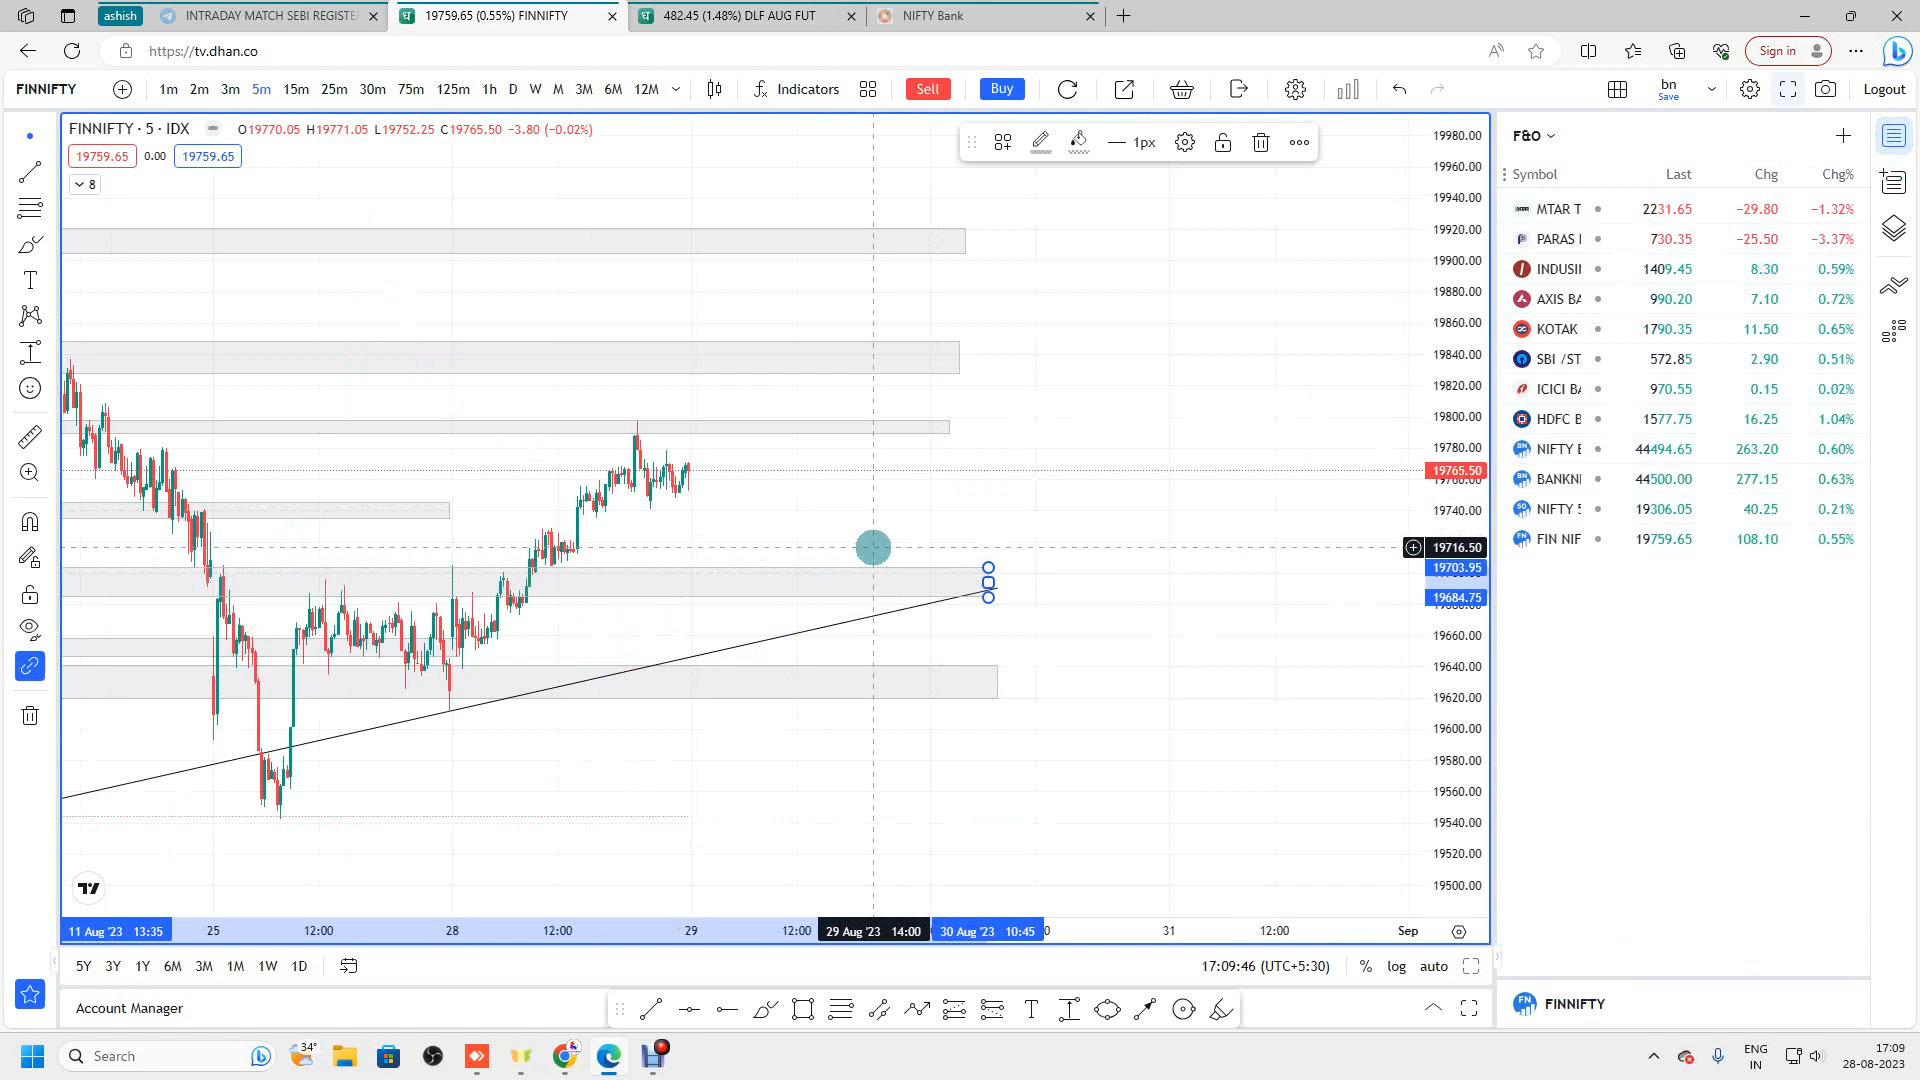 ashish
INTRADAY MATCH SEBI REGISTE
19759.65 (0.55%) FINNIFTY
482.45 (1.48%) DLF AUG FUT
NIFTY Bank
https://tv.dhan.co
Sign in
FINNIFTY
1m 2m 3m 5m 15m 25m 30m 75m 125m 1h D W M 3M 6M 12M
Indicators
Sell
Buy
bn
Save
Logout
FINNIFTY · 5 · IDX
O19770.05 H19771.05 L19752.25 C19765.50 −3.80 (−0.02%)
19759.65 0.00 19759.65
8
1px
19980.00
19960.00
19940.00
19920.00
19900.00
19880.00
19860.00
19840.00
19820.00
19800.00
19780.00
19765.50
19760.00
19740.00
19716.50
19703.95
19684.75
19680.00
19660.00
19640.00
19620.00
19600.00
19580.00
19560.00
19540.00
19520.00
19500.00
11 Aug '23 13:35
25 12:00 28 12:00 29 12:00
29 Aug '23 14:00
30 Aug '23 10:45
0 31 12:00 Sep
5Y 3Y 1Y 6M 3M 1M 1W 1D
17:09:46 (UTC+5:30)
% log auto
Account Manager
F&O
Symbol Last Chg Chg%
MTAR T 2231.65 −29.80 −1.32%
PARAS 730.35 −25.50 −3.37%
INDUSI 1409.45 8.30 0.59%
AXIS BA 990.20 7.10 0.72%
KOTAK 1790.35 11.50 0.65%
SBI /ST 572.85 2.90 0.51%
ICICI BA 970.55 0.15 0.02%
HDFC B 1577.75 16.25 1.04%
NIFTY B 44494.65 263.20 0.60%
BANKNI 44500.00 277.15 0.63%
NIFTY 5 19306.05 40.25 0.21%
FIN NIF 19759.65 108.10 0.55%
FINNIFTY
Search
34°
ENG
IN
17:09
28-08-2023